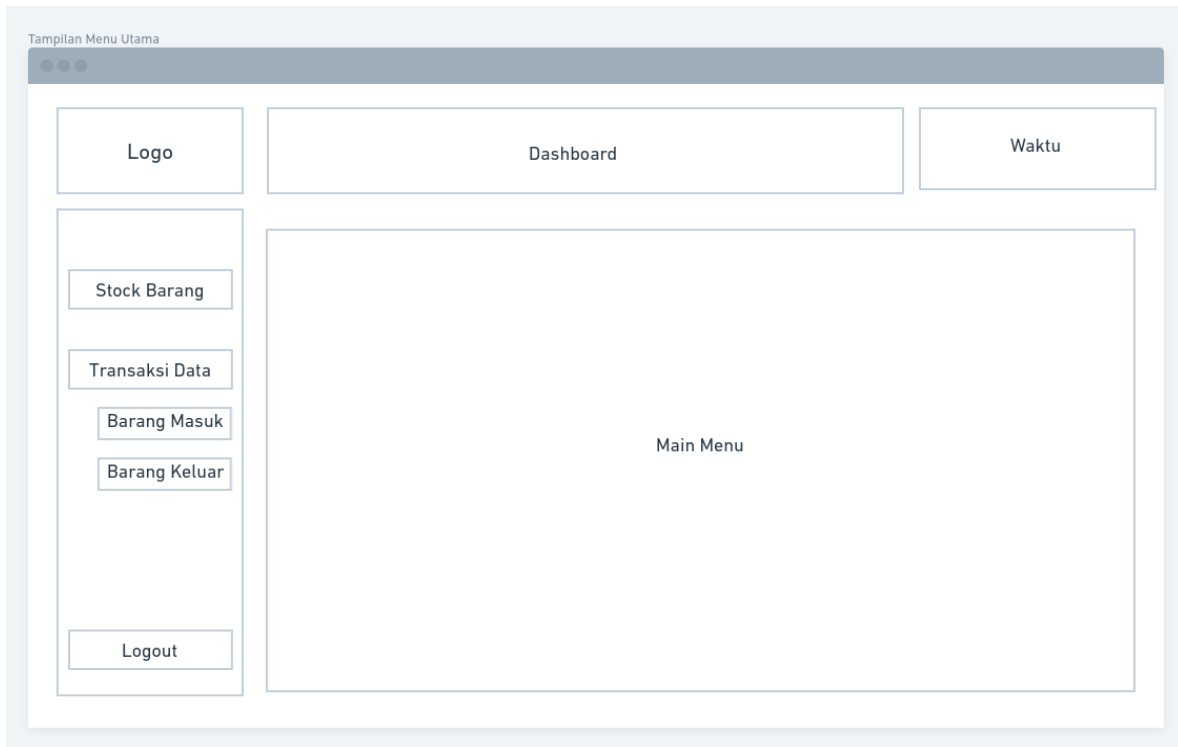 Tampilan Menu Utama
Logo
Dashboard
Waktu
Stock Barang
Transaksi Data
Barang Masuk
Barang Keluar
Logout
Main Menu